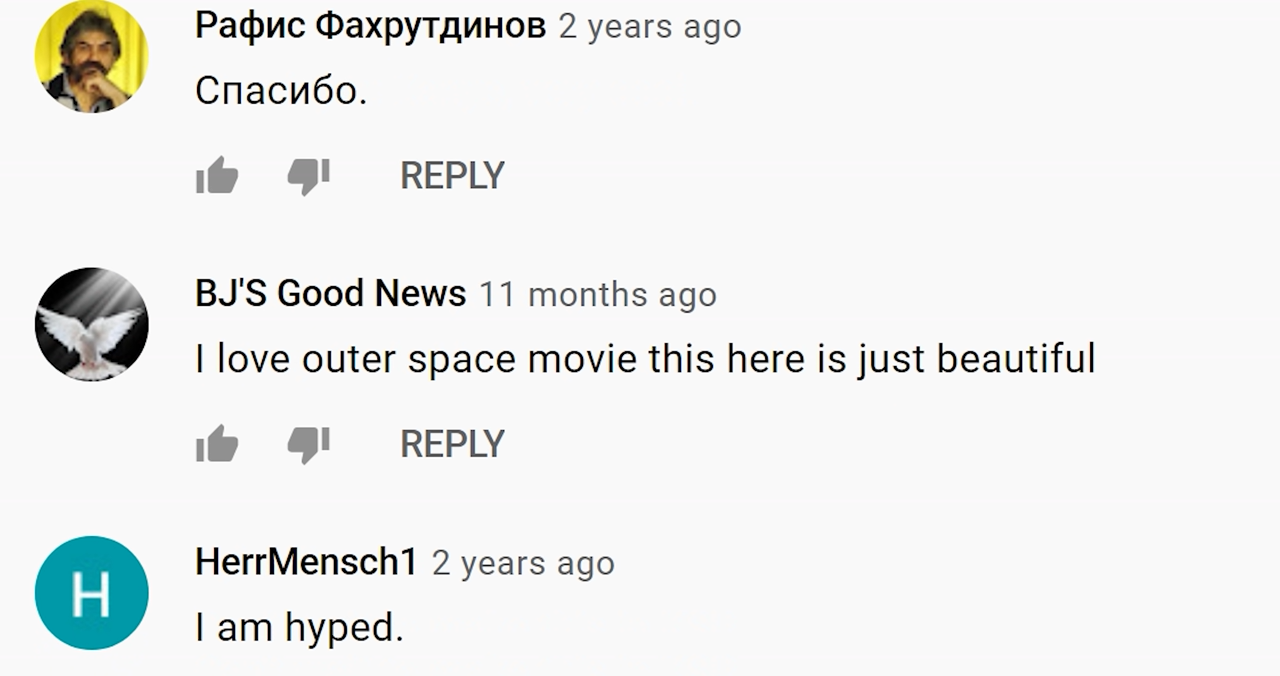 Рафис Фахрутдинов 2 years ago
Спасибо.
REPLY
BJ'S Good News 11 months ago
I love outer space movie this here is just beautiful
REPLY
H
HerrMensch1 2 years ago
I am hyped.